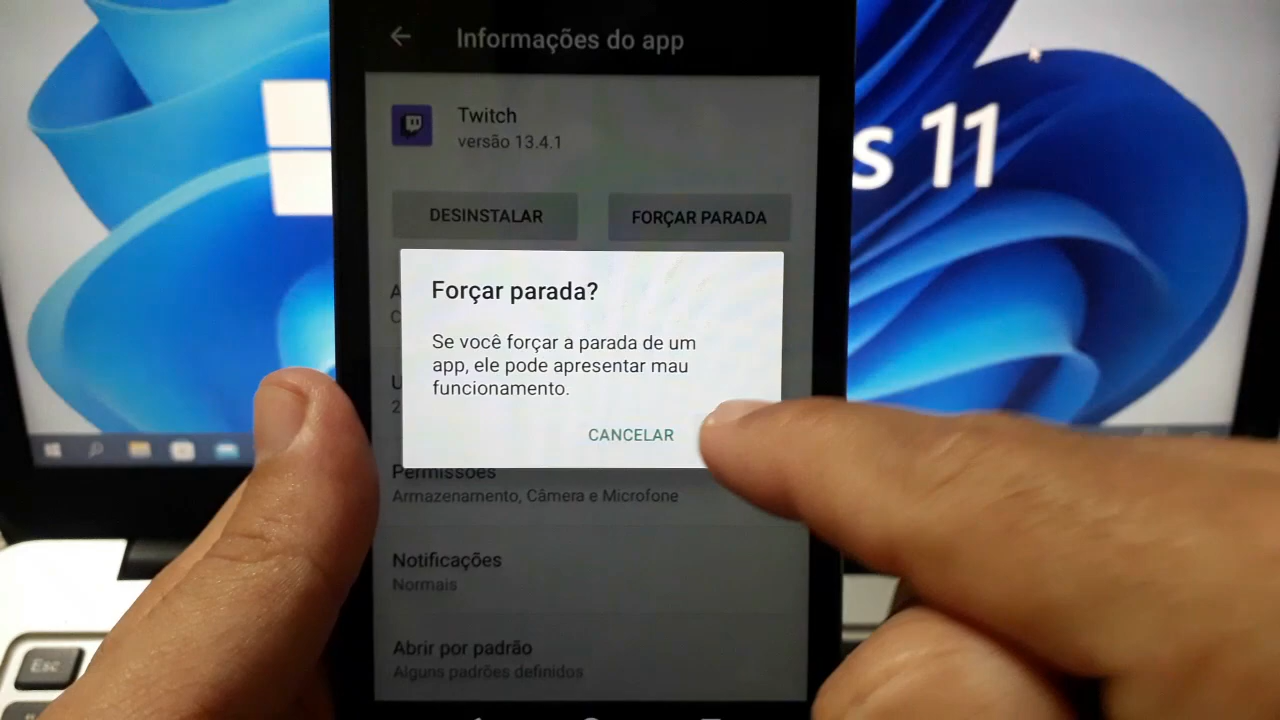 Informações do app
Twitch
versão 13.4.1
DESINSTALAR
FORÇAR PARADA
Forçar parada?
Se você forçar a parada de um
app, ele pode apresentar mau
funcionamento.
CANCELAR
Permissões
Armazenamento, Câmera e Microfone
Notificações
Normais
Abrir por padrão
Alguns padrões definidos
s 11
Esc